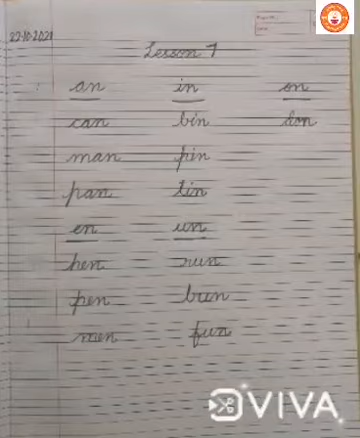 22-10-2021
Lesson 7
an in on
can bin don
man pin
pan tin
en un
hen run
pen bun
men fun
VIVA